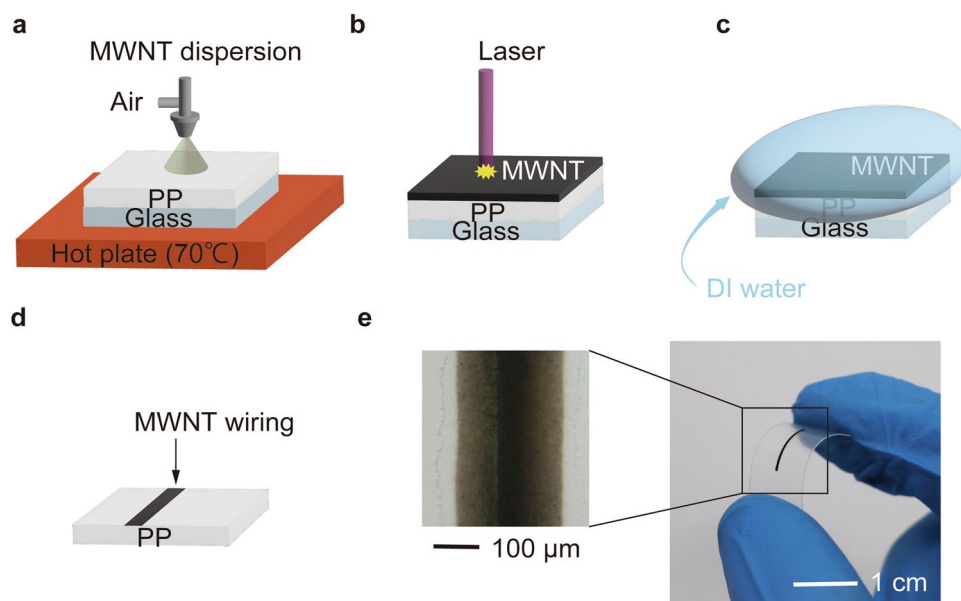 a
MWNT dispersion
Air
PP
Glass
Hot plate (70℃)
b
Laser
MWNT
PP
Glass
c
MWNT
PP
Glass
DI water
d
MWNT wiring
PP
e
100 μm
1 cm